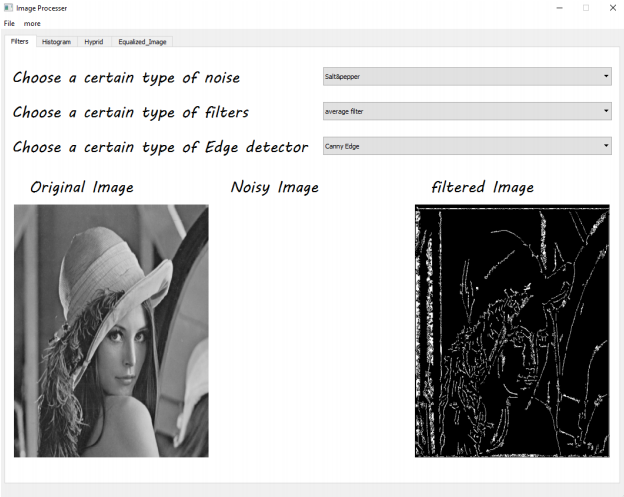 Image Processer
File more
Filters Histogram Hyprid Equalized_Image
Choose a certain type of noise Salt&pepper
Choose a certain type of filters average filter
Choose a certain type of Edge detector Canny Edge
Original Image Noisy Image filtered Image